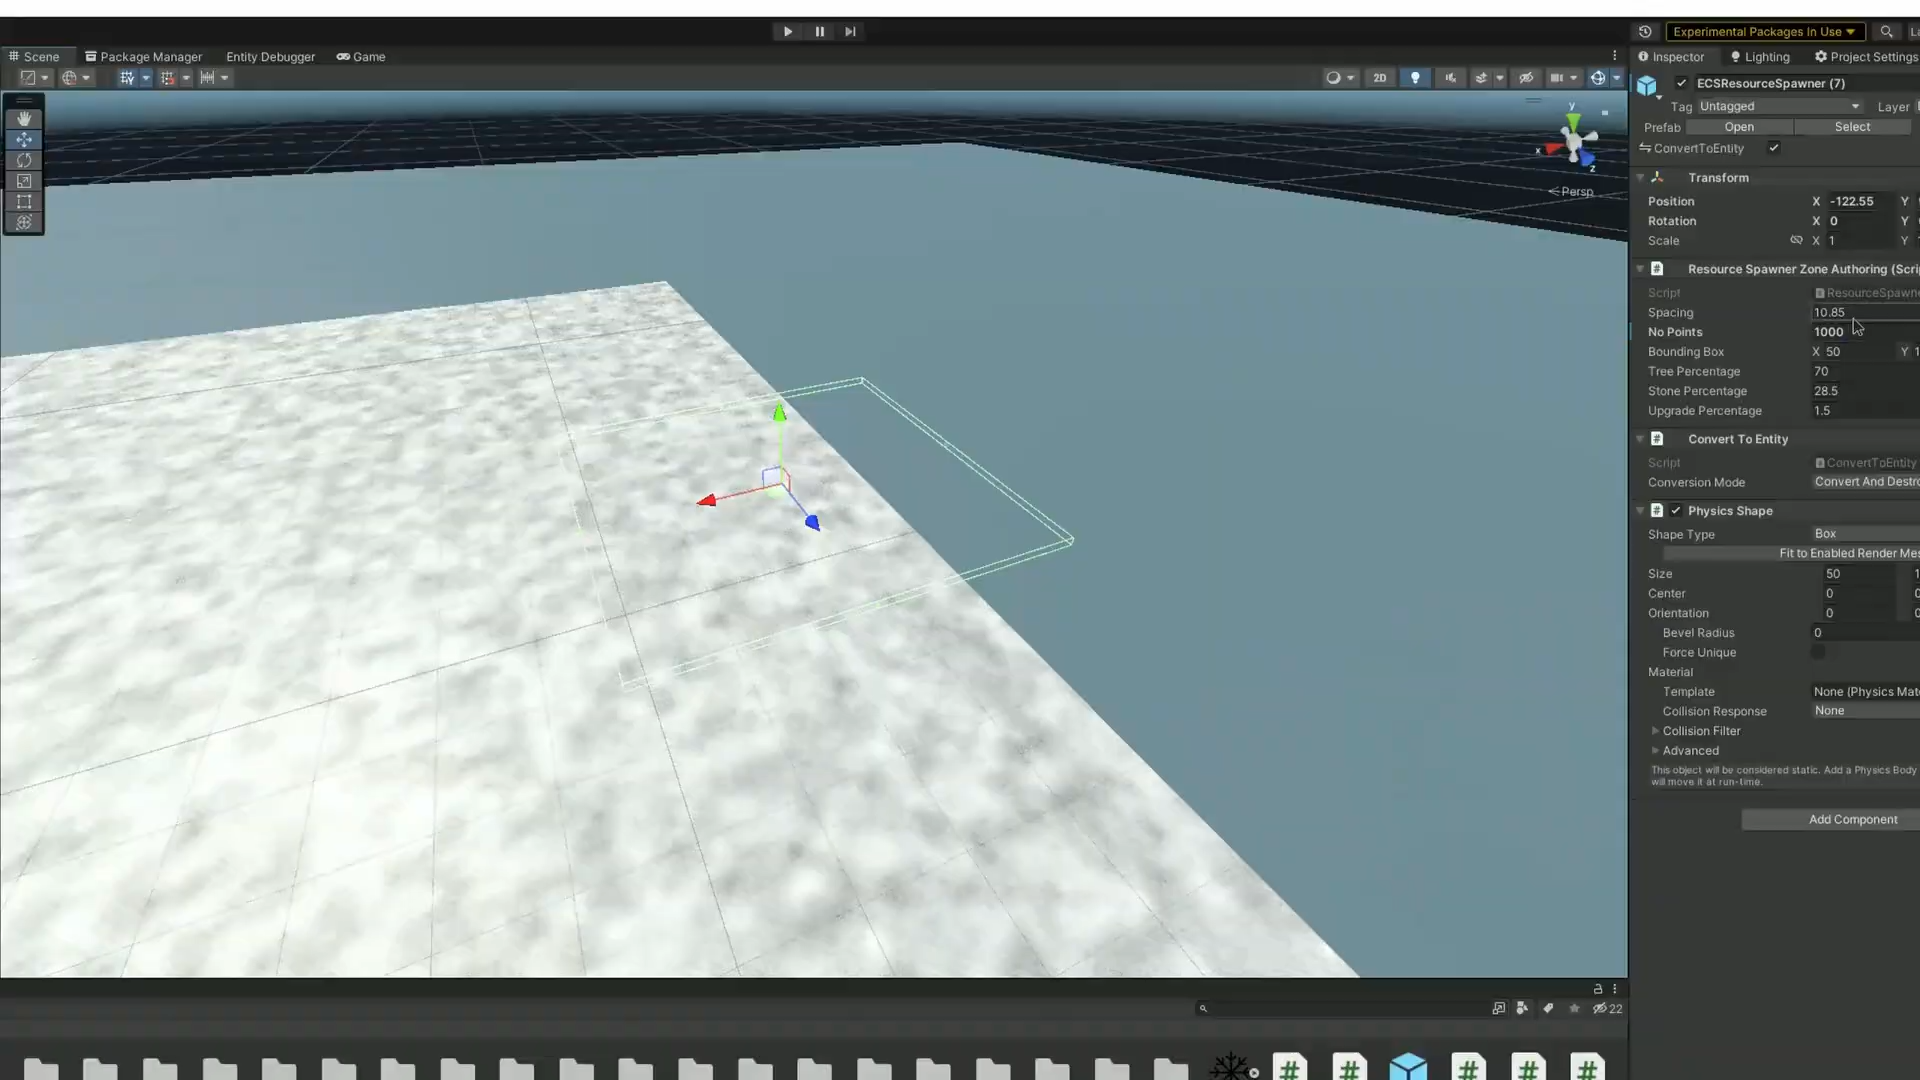 Experimental Packages In Use
Scene
Package Manager
Entity Debugger
Game
Inspector
Lighting
Project Settings
2D
ECSResourceSpawner (7)
Tag Untagged Layer
Prefab Open Select
ConvertToEntity
Transform
Position X -122.55 Y
Rotation X 0 Y
Scale X 1 Y
Resource Spawner Zone Authoring (Scri
Script ResourceSpawne
Spacing 10.85
No Points 1000
Bounding Box X 50 Y 1
Tree Percentage 70
Stone Percentage 28.5
Upgrade Percentage 1.5
Convert To Entity
Script ConvertToEntity
Conversion Mode Convert And Destro
Physics Shape
Shape Type Box
Fit to Enabled Render Mes
Size 50 1
Center 0 0
Orientation 0 0
Bevel Radius 0
Force Unique
Material
Template None (Physics Mat
Collision Response None
Collision Filter
Advanced
This object will be considered static. Add a Physics Body
will move it at run-time.
Add Component
y
x
z
Persp
22